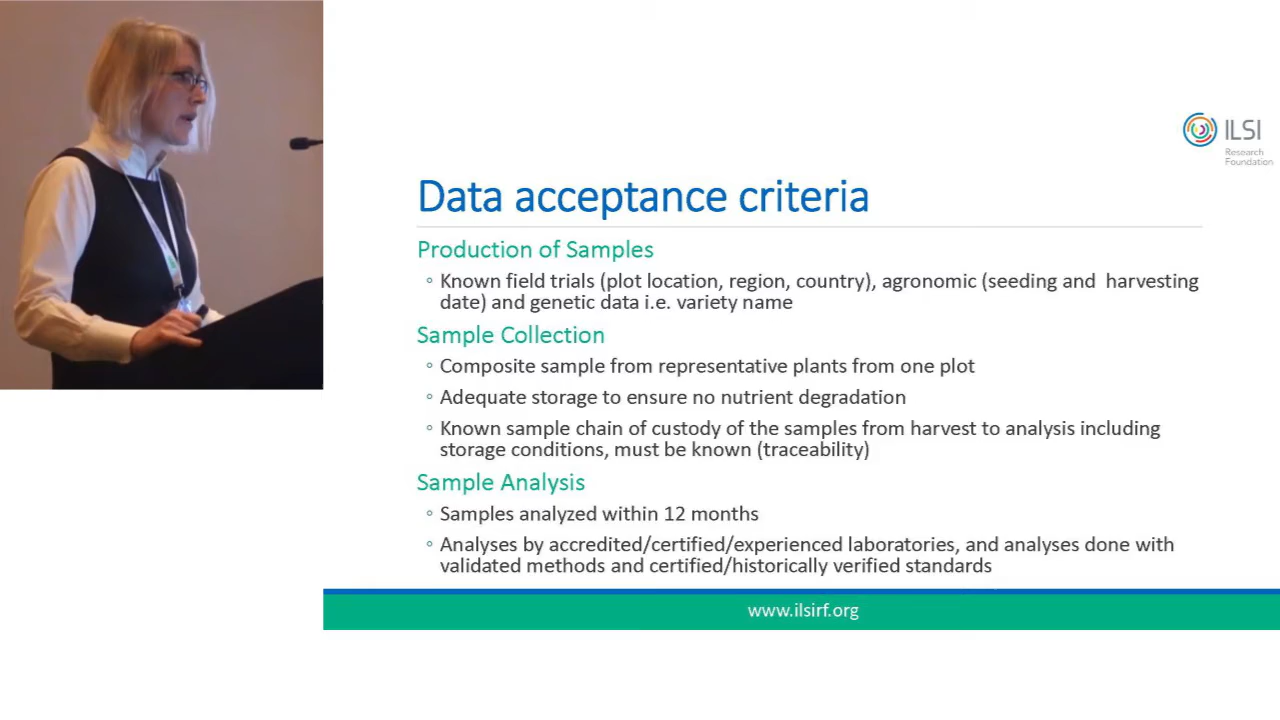 ILSI
Research
Foundation
Data acceptance criteria
Production of Samples
◦ Known field trials (plot location, region, country), agronomic (seeding and harvesting
date) and genetic data i.e. variety name
Sample Collection
◦ Composite sample from representative plants from one plot
◦ Adequate storage to ensure no nutrient degradation
◦ Known sample chain of custody of the samples from harvest to analysis including
storage conditions, must be known (traceability)
Sample Analysis
◦ Samples analyzed within 12 months
◦ Analyses by accredited/certified/experienced laboratories, and analyses done with
validated methods and certified/historically verified standards
www.ilsirf.org